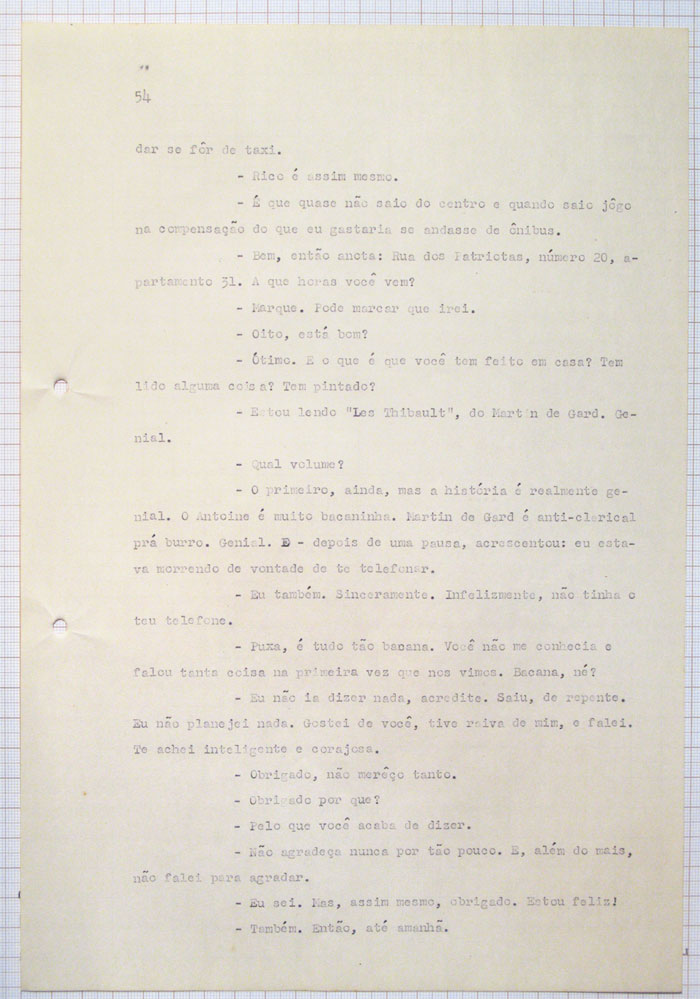 54
dar se fôr de taxi.
- Rico é assim mesmo.
- É que quase não saio do centro e quando saio jôgo
na compensação do que eu gastaria se andasse de ônibus.
- Bem, então anota: Rua dos Patriotas, número 20, a-
partamento 31. A que horas você vem?
- Marque. Pode marcar que irei.
- Oito, está bom?
- Ótimo. E o que é que você tem feito em casa? Tem
lido alguma coisa? Tem pintado?
- Estou lendo "Les Thibault", do Martin de Gard. Ge-
nial.
- Qual volume?
- O primeiro, ainda, mas a história é realmente ge-
nial. O Antoine é muito bacaninha. Martin de Gard é anti-clerical
prá burro. Genial. E - depois de uma pausa, acrescentou: eu esta-
va morrendo de vontade de te telefonar.
- Eu também. Sinceramente. Infelizmente, não tinha o
teu telefone.
- Puxa, é tudo tão bacana. Você não me conhecia e
falou tanta coisa na primeira vez que nos vimos. Bacana, né?
- Eu não ia dizer nada, acredite. Saiu, de repente.
Eu não planejei nada. Gostei de você, tive raiva de mim, e falei.
Te achei inteligente e corajosa.
- Obrigado, não merêço tanto.
- Obrigado por que?
- Pelo que você acaba de dizer.
- Não agradeça nunca por tão pouco. E, além do mais,
não falei para agradar.
- Eu sei. Mas, assim mesmo, obrigado. Estou feliz!
- Também. Então, até amanhã.